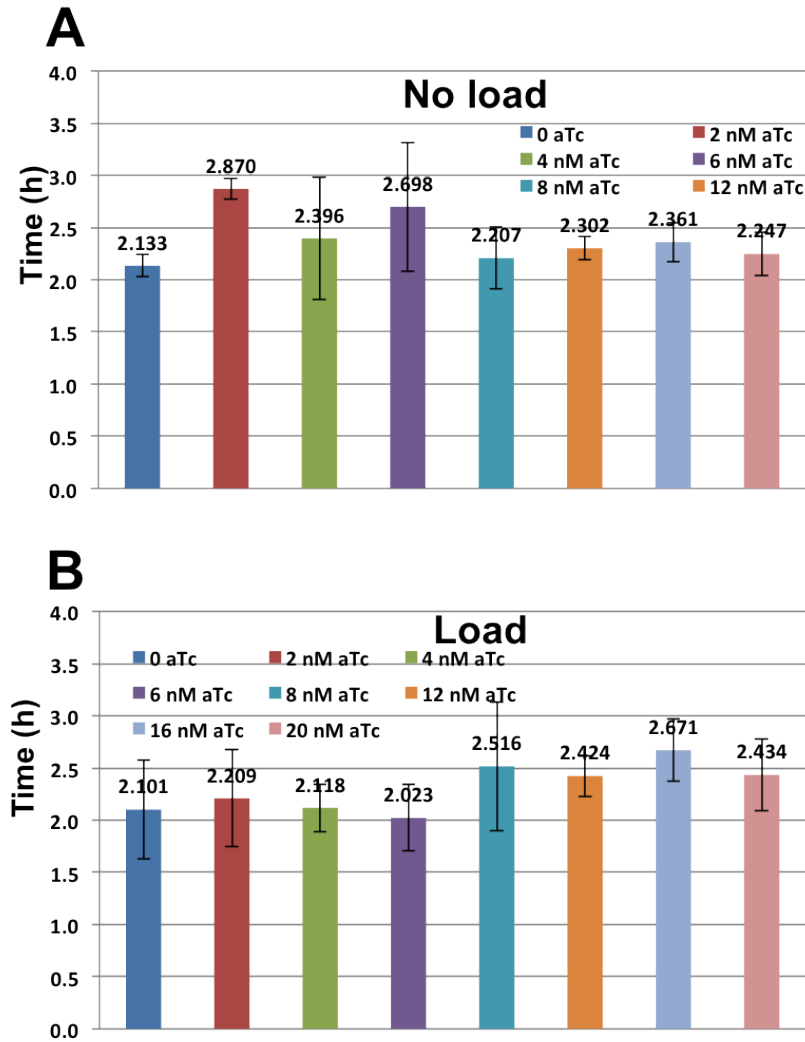 A
No load
4.0
3.5
3.0
2.5
2.0
1.5
1.0
0.5
0.0
Time (h)
0 aTc 2 nM aTc
4 nM aTc 6 nM aTc
8 nM aTc 12 nM aTc
2.133 2.870 2.396 2.698 2.207 2.302 2.361 2.247
B
Load
4.0
3.5
3.0
2.5
2.0
1.5
1.0
0.5
0.0
Time (h)
0 aTc 2 nM aTc 4 nM aTc
6 nM aTc 8 nM aTc 12 nM aTc
16 nM aTc 20 nM aTc
2.101 2.209 2.118 2.023 2.516 2.424 2.671 2.434